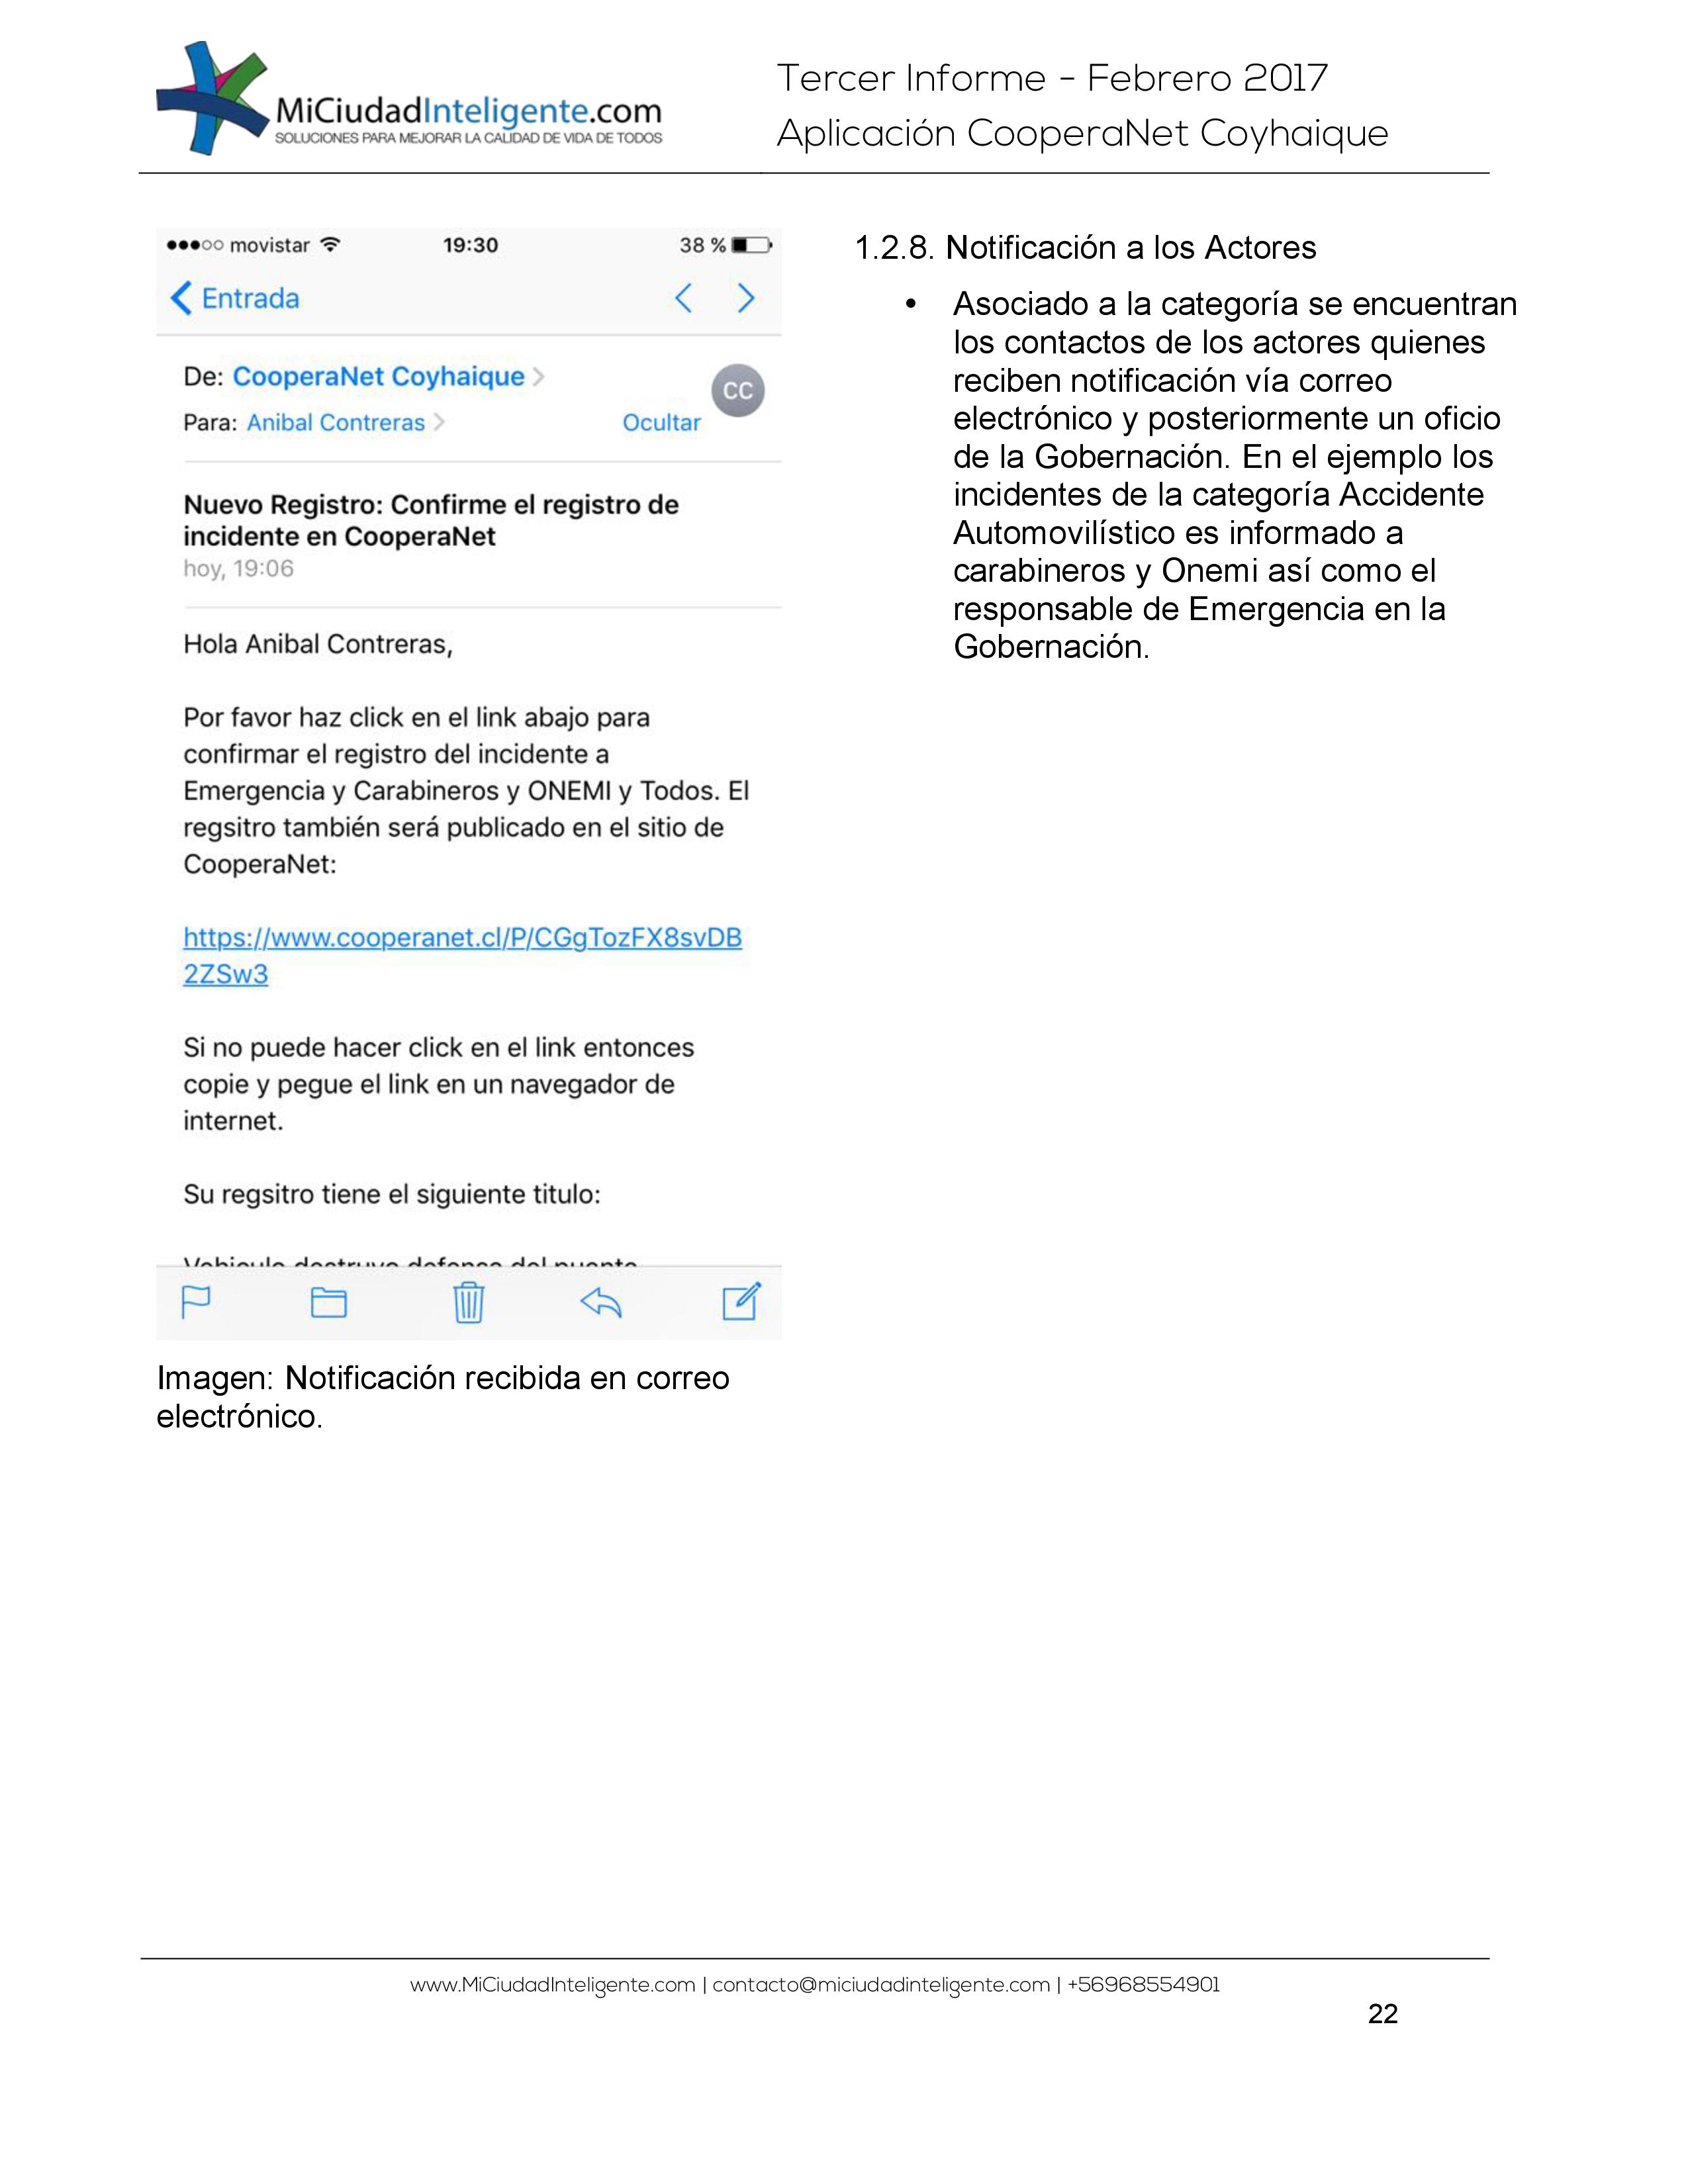 MiCiudadInteligente.com
SOLUCIONES PARA MEJORAR LA CALIDAD DE VIDA DE TODOS
Tercer Informe - Febrero 2017
Aplicación CooperaNet Coyhaique
movistar 19:30 38 %
Entrada
De: CooperaNet Coyhaique
CC
Para: Anibal Contreras Ocultar
Nuevo Registro: Confirme el registro de
incidente en CooperaNet
hoy, 19:06
Hola Anibal Contreras,
Por favor haz click en el link abajo para
confirmar el registro del incidente a
Emergencia y Carabineros y ONEMI y Todos. El
regsitro también será publicado en el sitio de
CooperaNet:
https://www.cooperanet.cl/P/CGgTozFX8svDB
2ZSw3
Si no puede hacer click en el link entonces
copie y pegue el link en un navegador de
internet.
Su regsitro tiene el siguiente titulo:
Vehiculo destruye defensa del puente
Imagen: Notificación recibida en correo
electrónico.
1.2.8. Notificación a los Actores
• Asociado a la categoría se encuentran
los contactos de los actores quienes
reciben notificación vía correo
electrónico y posteriormente un oficio
de la Gobernación. En el ejemplo los
incidentes de la categoría Accidente
Automovilístico es informado a
carabineros y Onemi así como el
responsable de Emergencia en la
Gobernación.
www.MiCiudadInteligente.com | contacto@miciudadinteligente.com | +56968554901
22